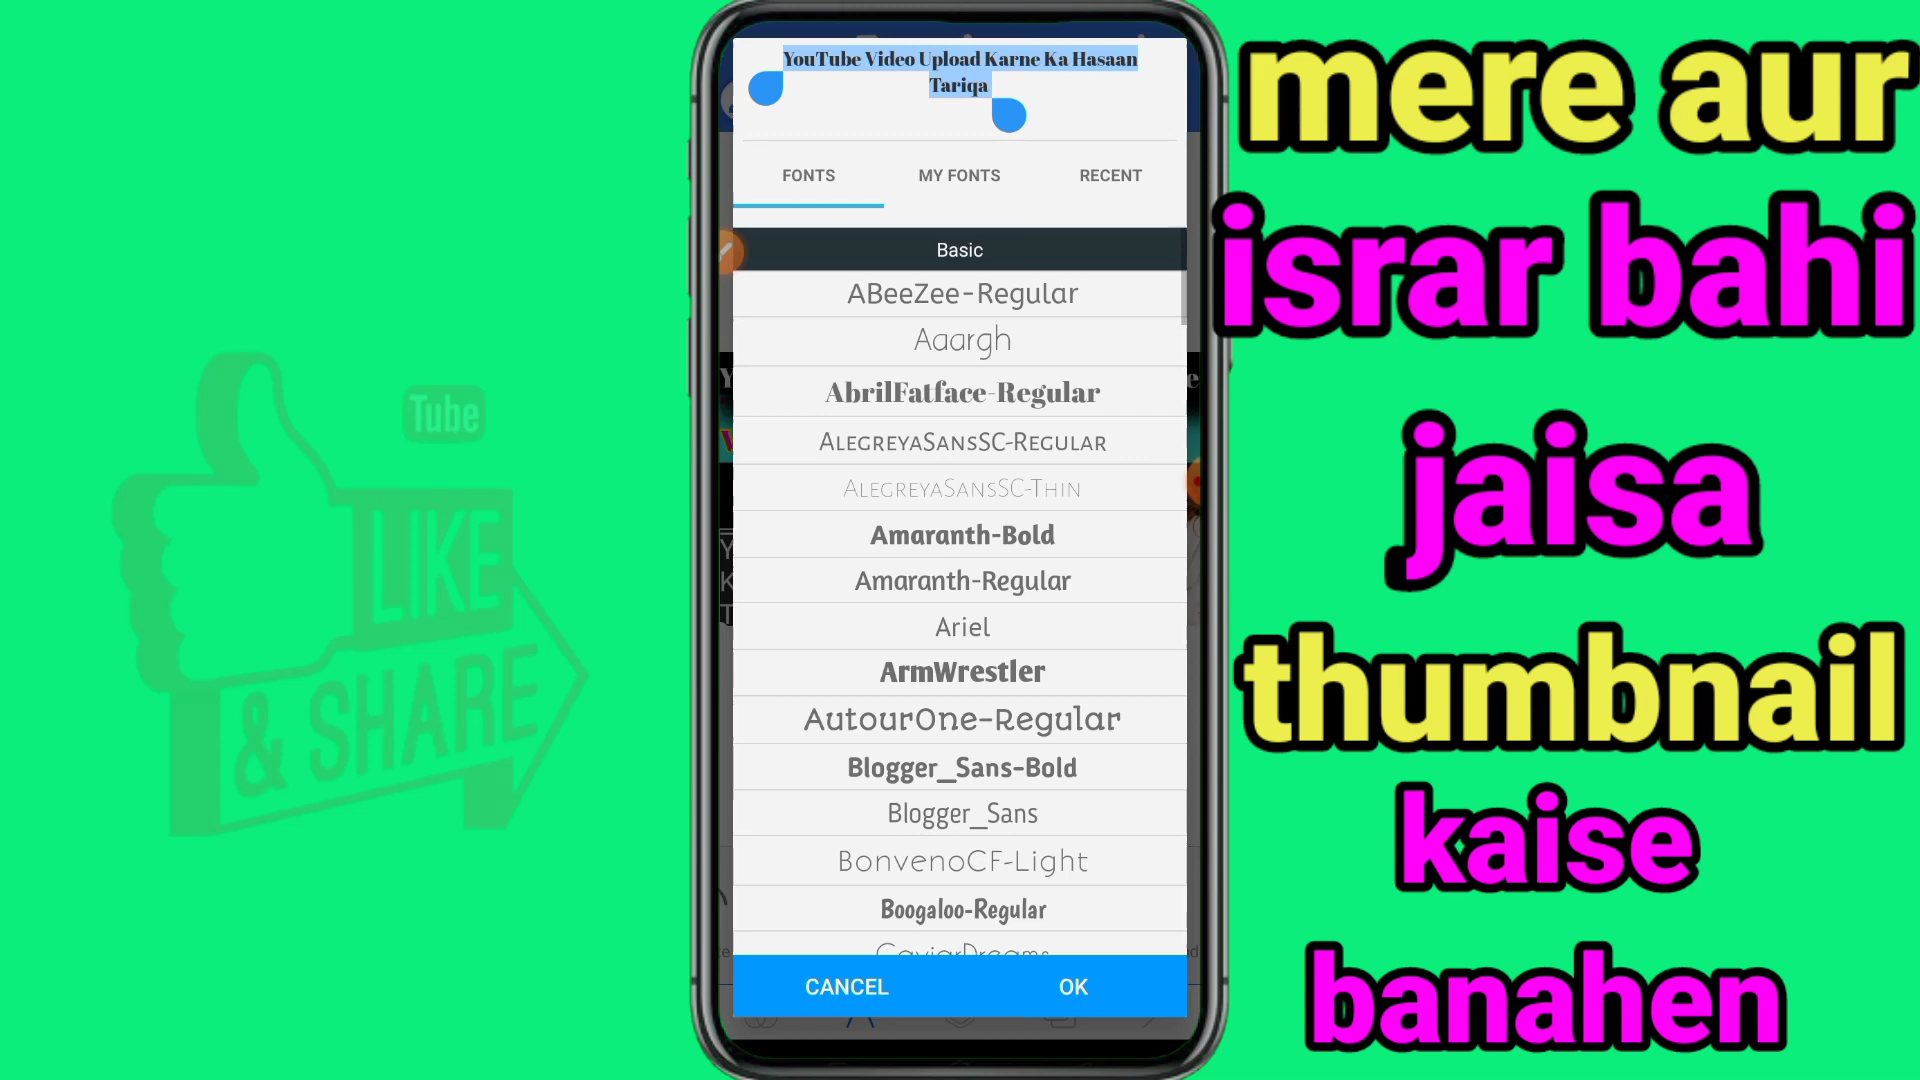 YouTube Video Upload Karne Ka Hasaan
Tariqa
FONTS MY FONTS RECENT
Basic
ABeeZee-Regular
Aaargh
AbrilFatface-Regular
AlegreyaSansSC-Regular
AlegreyaSansSC-Thin
Amaranth-Bold
Amaranth-Regular
Ariel
ArmWrestler
AutourOne-Regular
Blogger_Sans-Bold
Blogger_Sans
BonvenoCF-Light
Boogaloo-Regular
CaviarDreams
CANCEL OK
mere aur
israr bahi
jaisa
thumbnail
kaise
banahen
Tube
LIKE
& SHARE